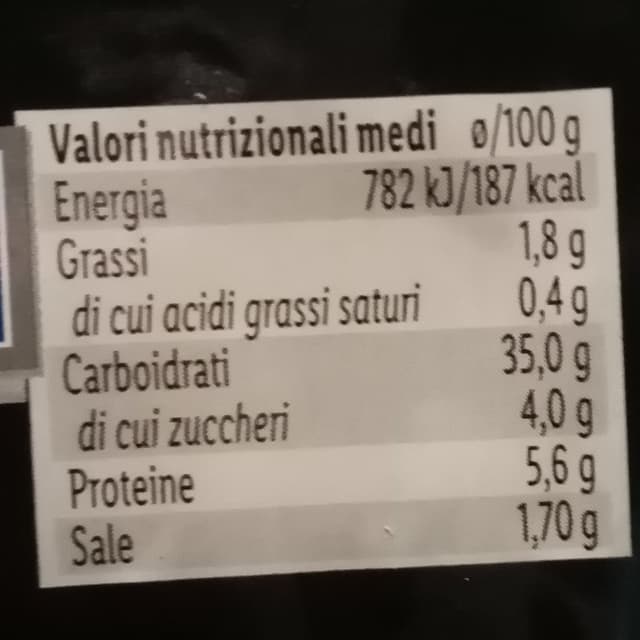 Valori nutrizionali medi ø/100 g
Energia 782 kJ/187 kcal
Grassi 1,8 g
di cui acidi grassi saturi 0,4 g
Carboidrati 35,0 g
di cui zuccheri 4,0 g
Proteine 5,6 g
Sale 1,70 g